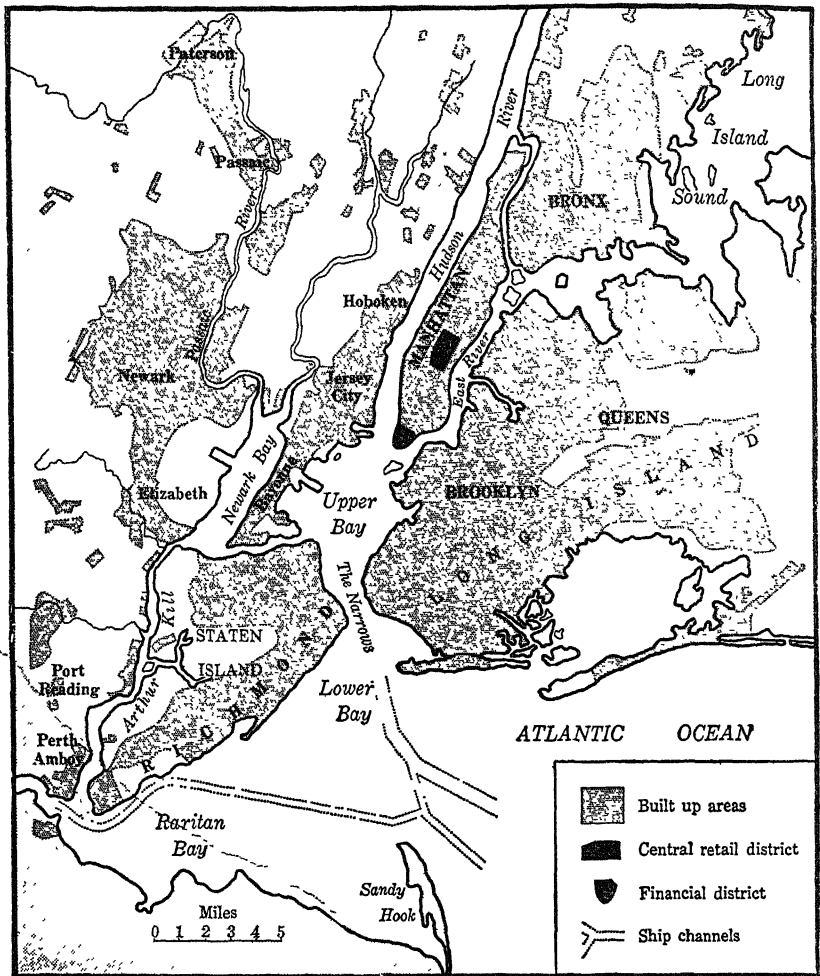 Paterson
Long
Island
Sound
River
Passaic
River
BRONX
Hudson
Hoboken
MANHATTAN
Passaic
Newark
Jersey
City
East River
QUEENS
Elizabeth
Newark Bay
Bayonne
Upper
Bay
BROOKLYN
LONG ISLAND
The Narrows
Arthur Kill
STATEN
ISLAND
RICHMOND
Port
Reading
Lower
Bay
Perth
Amboy
ATLANTIC OCEAN
Raritan
Bay
Sandy
Hook
Miles
0 1 2 3 4 5
Built up areas
Central retail district
Financial district
Ship channels